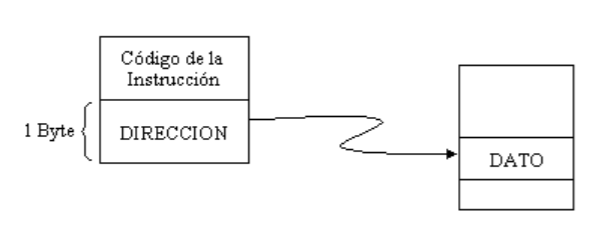 Código de la
Instrucción
1 Byte
DIRECCION
DATO